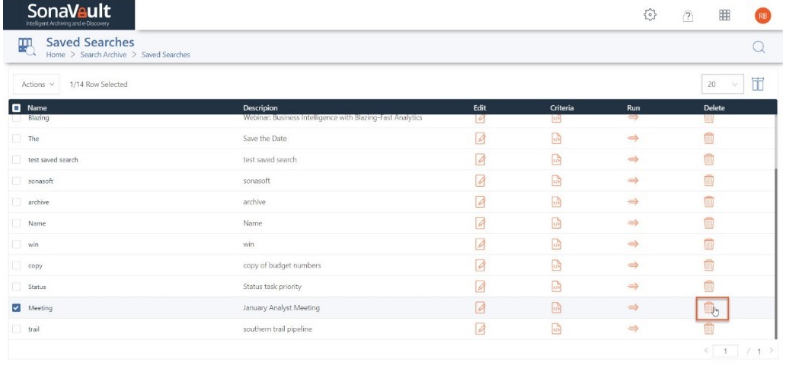 SonaVault
Intelligent Archiving and e-Discovery
RB
Saved Searches
Home > Search Archive > Saved Searches
Actions 1/14 Row Selected 20
Name Descripion Edit Criteria Run Delete
Blazing Webinar: Business Intelligence with Blazing-Fast Analytics
The Save the Date
test saved search test saved search
sonasoft sonasoft
archive archive
Name Name
win win
copy copy of budget numbers
Status Status task priority
Meeting January Analyst Meeting
trail southern trail pipeline
< 1 / 1 >